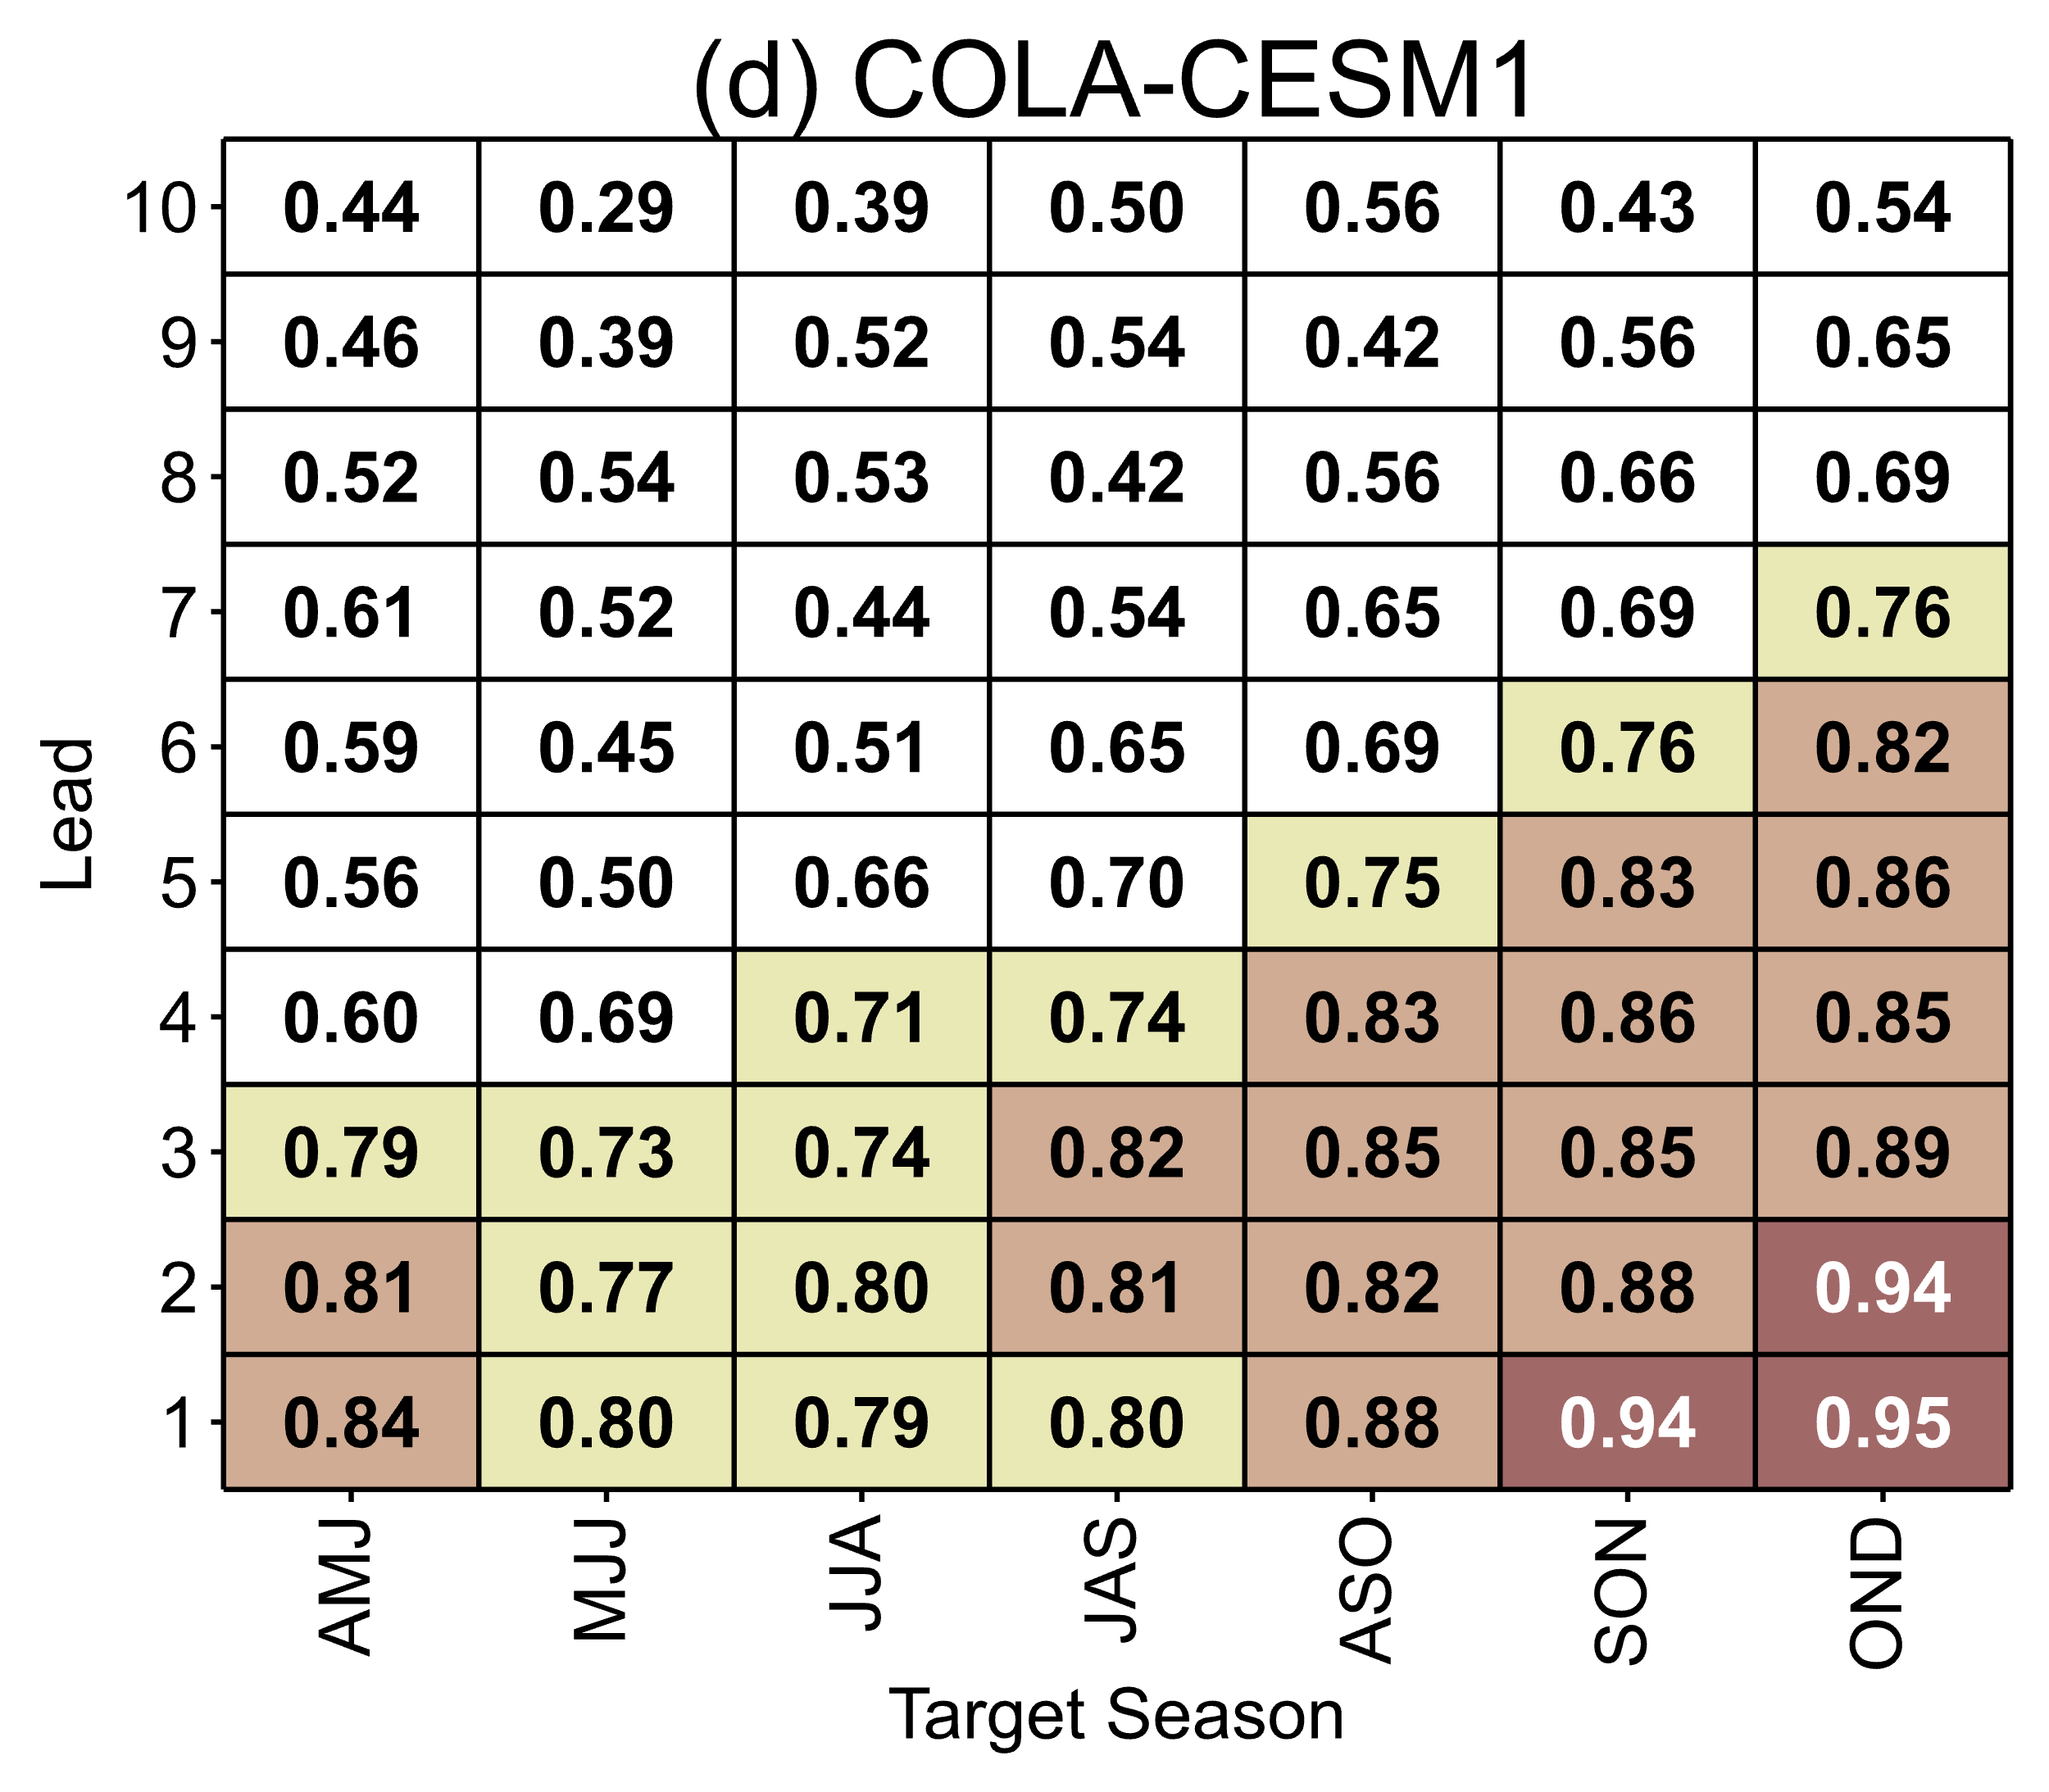 (d) COLA-CESM1
10 0.44 0.29 0.39 0.50 0.56 0.43 0.54
9 0.46 0.39 0.52 0.54 0.42 0.56 0.65
8 0.52 0.54 0.53 0.42 0.56 0.66 0.69
7 0.61 0.52 0.44 0.54 0.65 0.69 0.76
6 0.59 0.45 0.51 0.65 0.69 0.76 0.82
5 0.56 0.50 0.66 0.70 0.75 0.83 0.86
4 0.60 0.69 0.71 0.74 0.83 0.86 0.85
3 0.79 0.73 0.74 0.82 0.85 0.85 0.89
2 0.81 0.77 0.80 0.81 0.82 0.88 0.94
1 0.84 0.80 0.79 0.80 0.88 0.94 0.95
Lead
AMJ MJJ JJA JAS ASO SON OND
Target Season